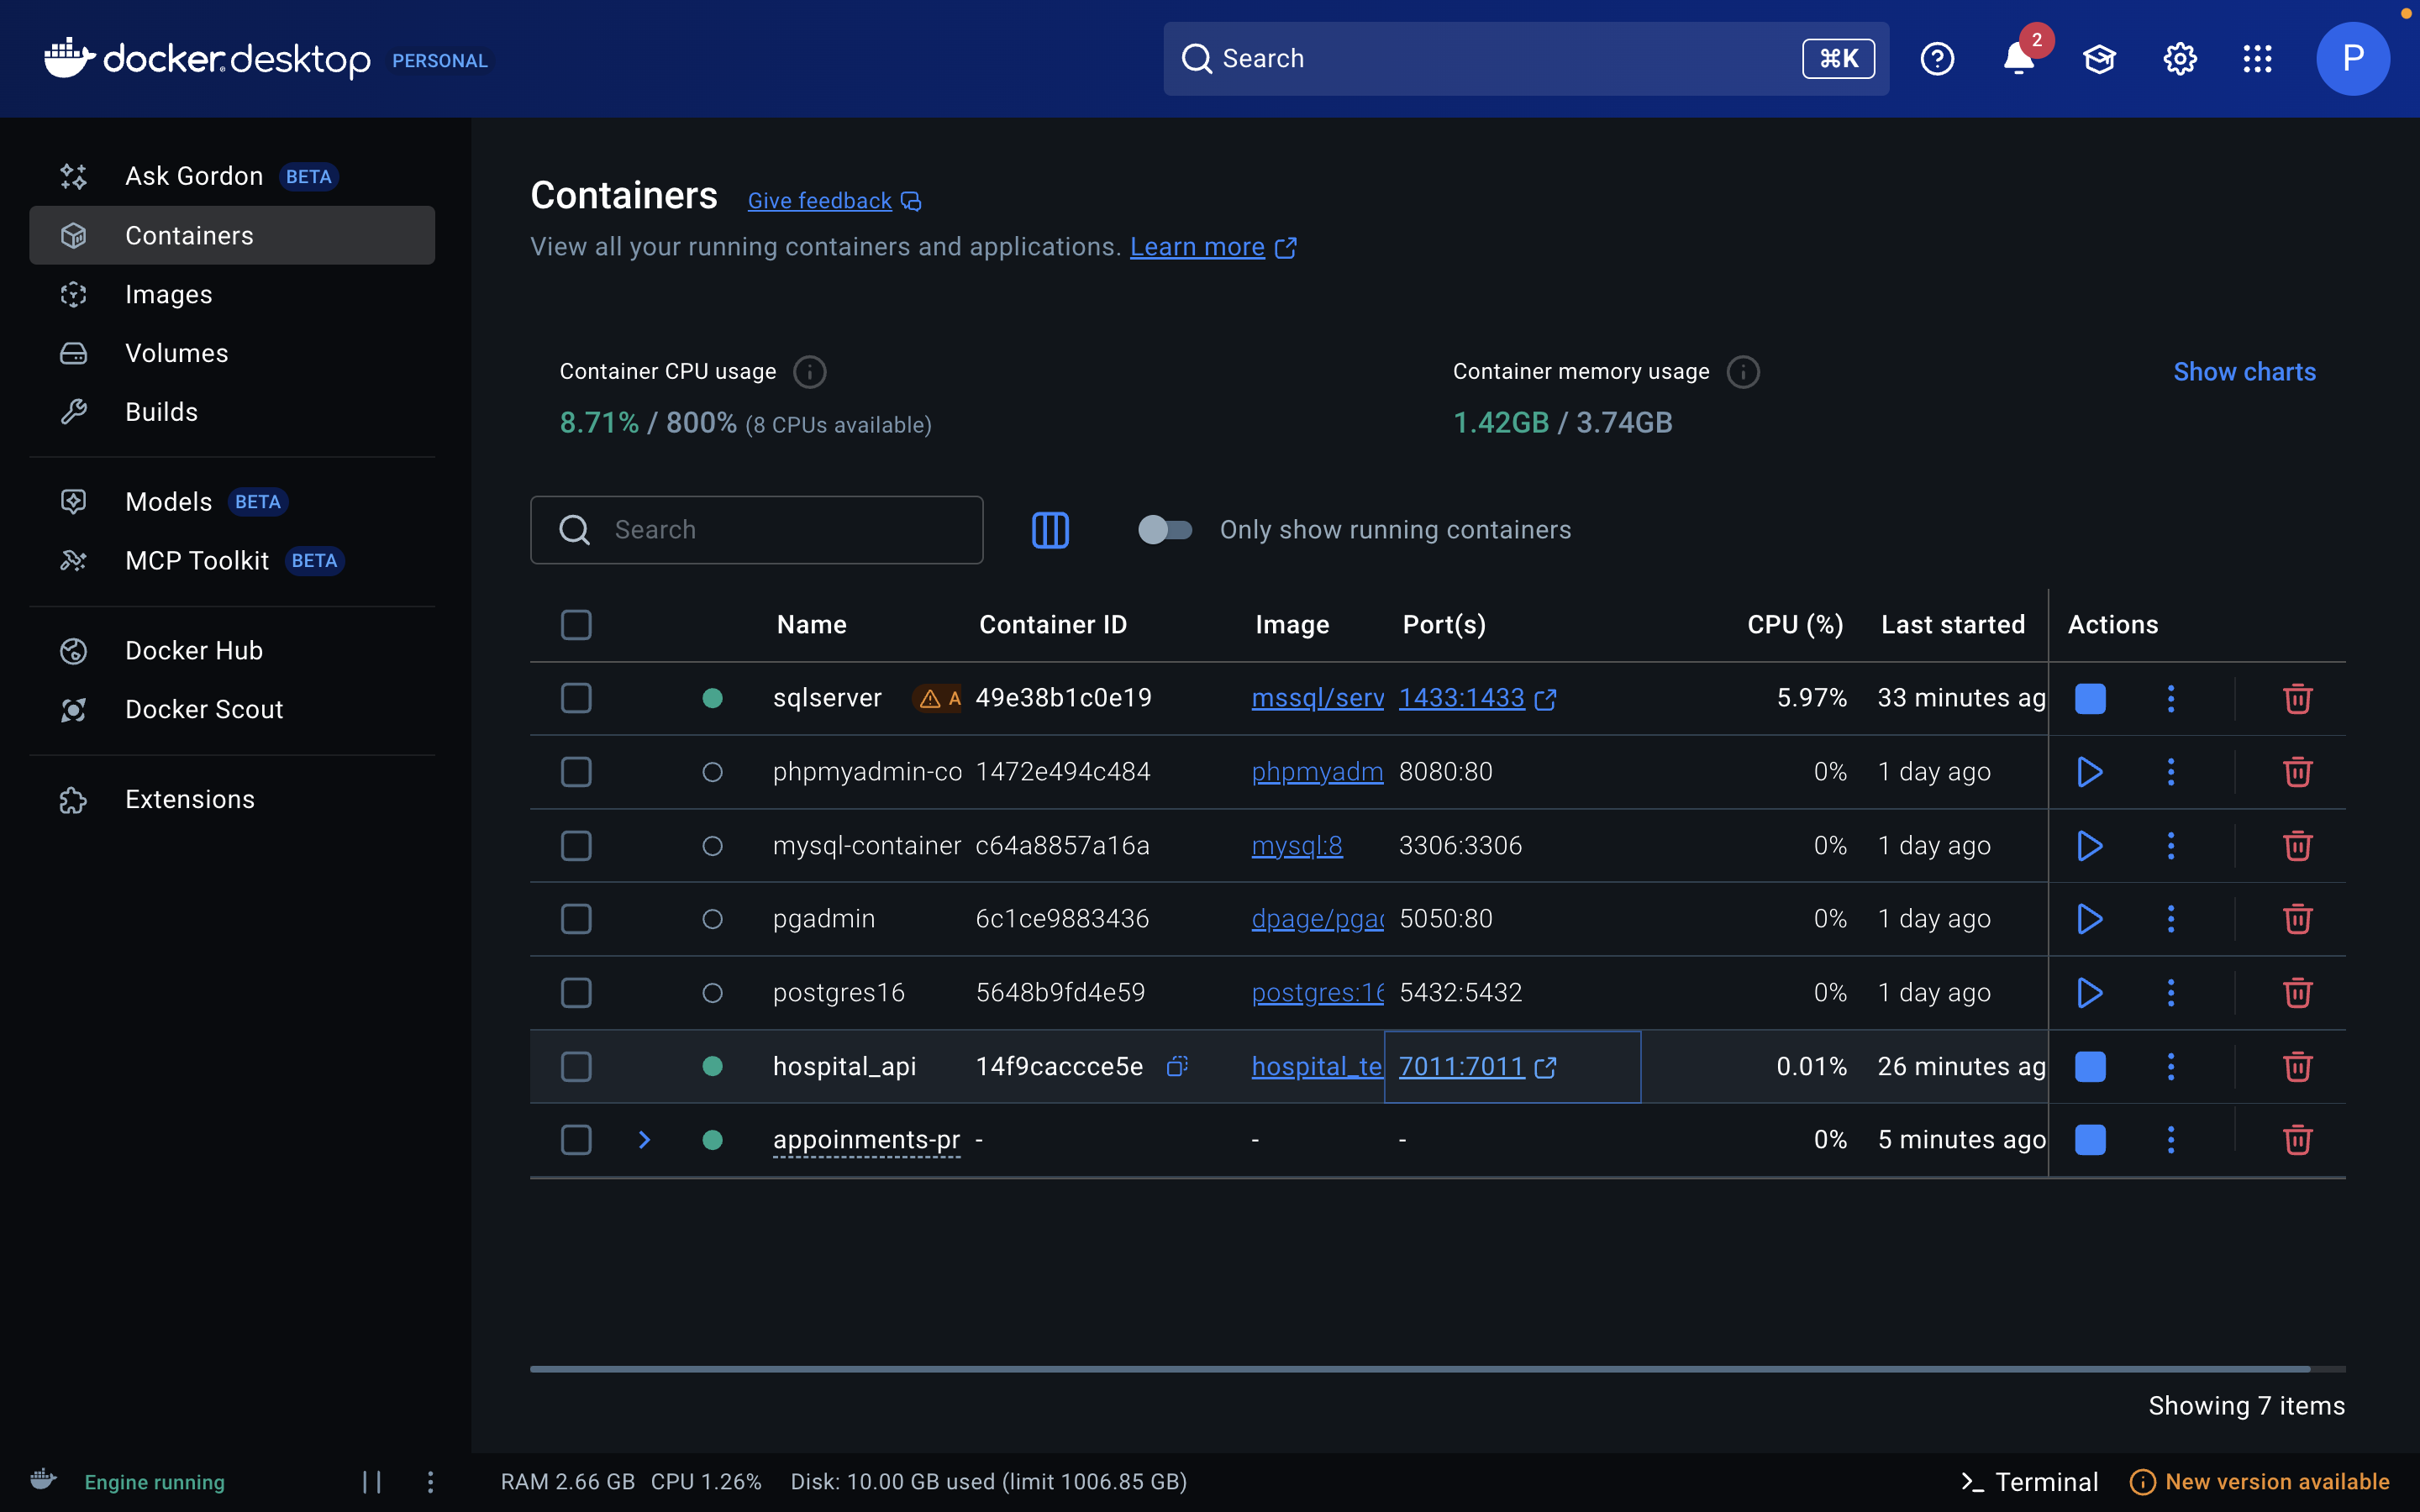 docker desktop PERSONAL
Search ⌘K 2 P
Ask Gordon BETA
Containers
Images
Volumes
Builds
Models BETA
MCP Toolkit BETA
Docker Hub
Docker Scout
Extensions
Containers Give feedback
View all your running containers and applications. Learn more
Container CPU usage
8.71% / 800% (8 CPUs available)
Container memory usage
1.42GB / 3.74GB
Show charts
Search Only show running containers
Name Container ID Image Port(s) CPU (%) Last started Actions
sqlserver A 49e38b1c0e19 mssql/serv 1433:1433 5.97% 33 minutes ag
phpmyadmin-co 1472e494c484 phpmyadm 8080:80 0% 1 day ago
mysql-container c64a8857a16a mysql:8 3306:3306 0% 1 day ago
pgadmin 6c1ce9883436 dpage/pgad 5050:80 0% 1 day ago
postgres16 5648b9fd4e59 postgres:16 5432:5432 0% 1 day ago
hospital_api 14f9caccce5e hospital_te 7011:7011 0.01% 26 minutes ag
appoinments-pr - - - 0% 5 minutes ago
Showing 7 items
Engine running RAM 2.66 GB CPU 1.26% Disk: 10.00 GB used (limit 1006.85 GB) Terminal New version available